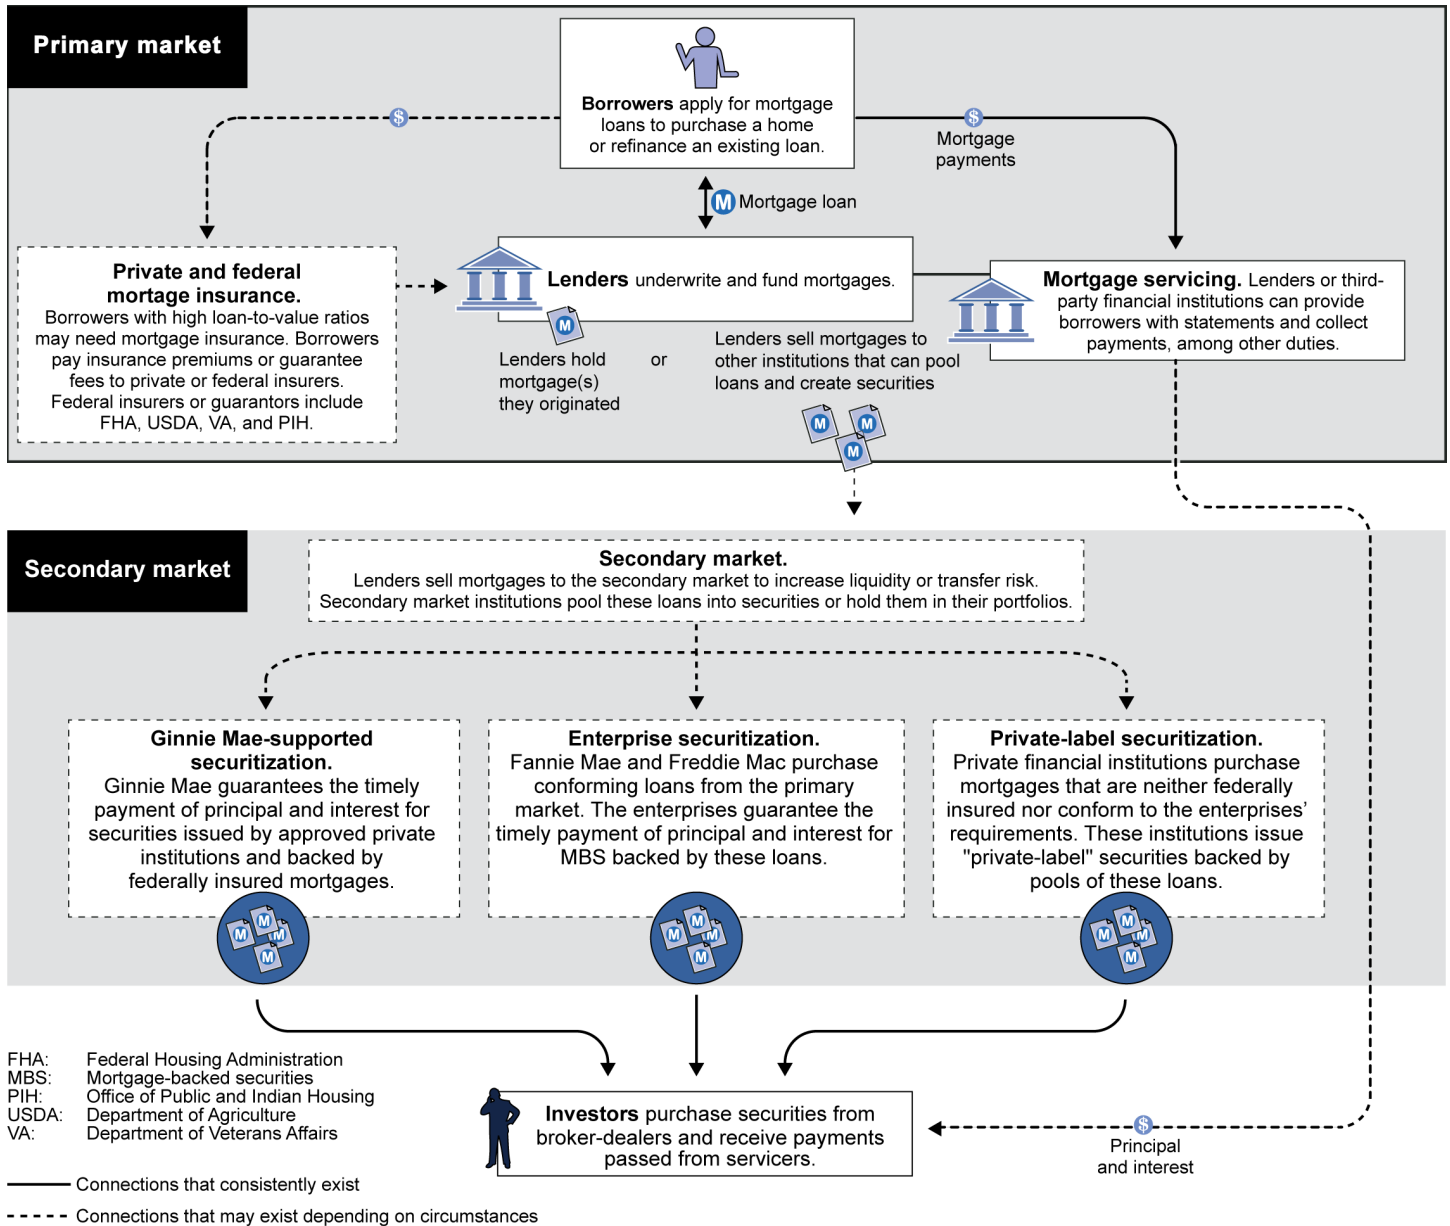 Primary market
Borrowers apply for mortgage
loans to purchase a home
or refinance an existing loan.
$
$
Mortgage
payments
M Mortgage loan
Private and federal
mortage insurance.
Borrowers with high loan-to-value ratios
may need mortgage insurance. Borrowers
pay insurance premiums or guarantee
fees to private or federal insurers.
Federal insurers or guarantors include
FHA, USDA, VA, and PIH.
Lenders underwrite and fund mortgages.
M
Lenders hold
mortgage(s)
they originated
or
Lenders sell mortgages to
other institutions that can pool
loans and create securities
M
M
M
Mortgage servicing. Lenders or third-
party financial institutions can provide
borrowers with statements and collect
payments, among other duties.
Secondary market
Secondary market.
Lenders sell mortgages to the secondary market to increase liquidity or transfer risk.
Secondary market institutions pool these loans into securities or hold them in their portfolios.
Ginnie Mae-supported
securitization.
Ginnie Mae guarantees the timely
payment of principal and interest for
securities issued by approved private
institutions and backed by
federally insured mortgages.
M
M
M
M
Enterprise securitization.
Fannie Mae and Freddie Mac purchase
conforming loans from the primary
market. The enterprises guarantee the
timely payment of principal and interest for
MBS backed by these loans.
M
M
M
M
Private-label securitization.
Private financial institutions purchase
mortgages that are neither federally
insured nor conform to the enterprises’
requirements. These institutions issue
"private-label" securities backed by
pools of these loans.
M
M
M
M
Investors purchase securities from
broker-dealers and receive payments
passed from servicers.
$
Principal
and interest
FHA: Federal Housing Administration
MBS: Mortgage-backed securities
PIH: Office of Public and Indian Housing
USDA: Department of Agriculture
VA: Department of Veterans Affairs
Connections that consistently exist
Connections that may exist depending on circumstances